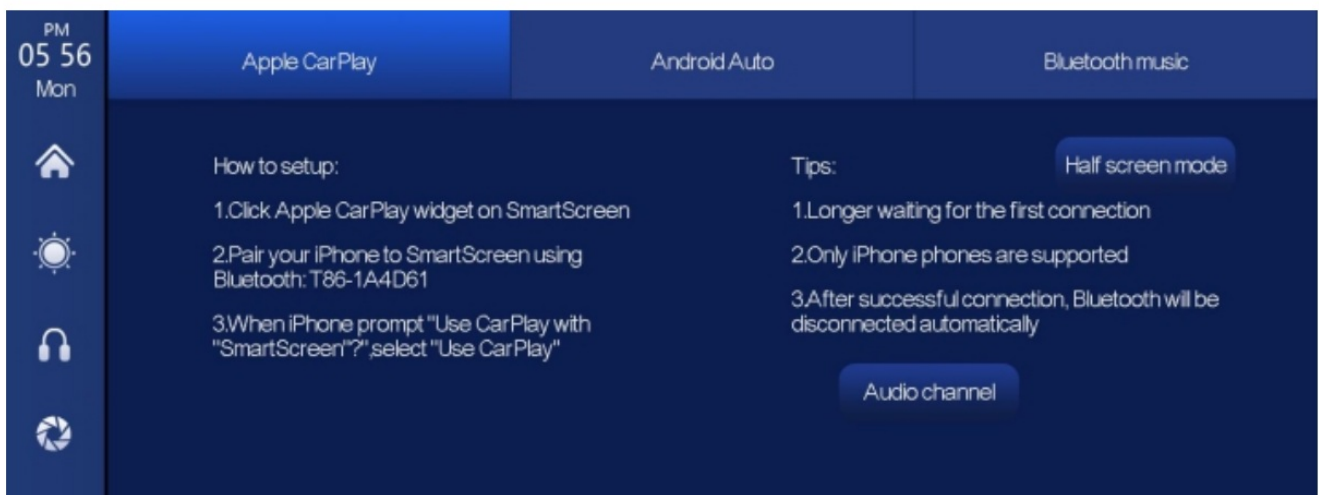 PM
05 56
Mon
Apple CarPlay
Android Auto
Bluetooth music
How to setup:
1.Click Apple CarPlay widget on SmartScreen
2.Pair your iPhone to SmartScreen using
Bluetooth: T86-1A4D61
3.When iPhone prompt "Use CarPlay with
"SmartScreen"?",select "Use CarPlay"
Tips:
Half screen mode
1.Longer waiting for the first connection
2.Only iPhone phones are supported
3.After successful connection, Bluetooth will be
disconnected automatically
Audio channel